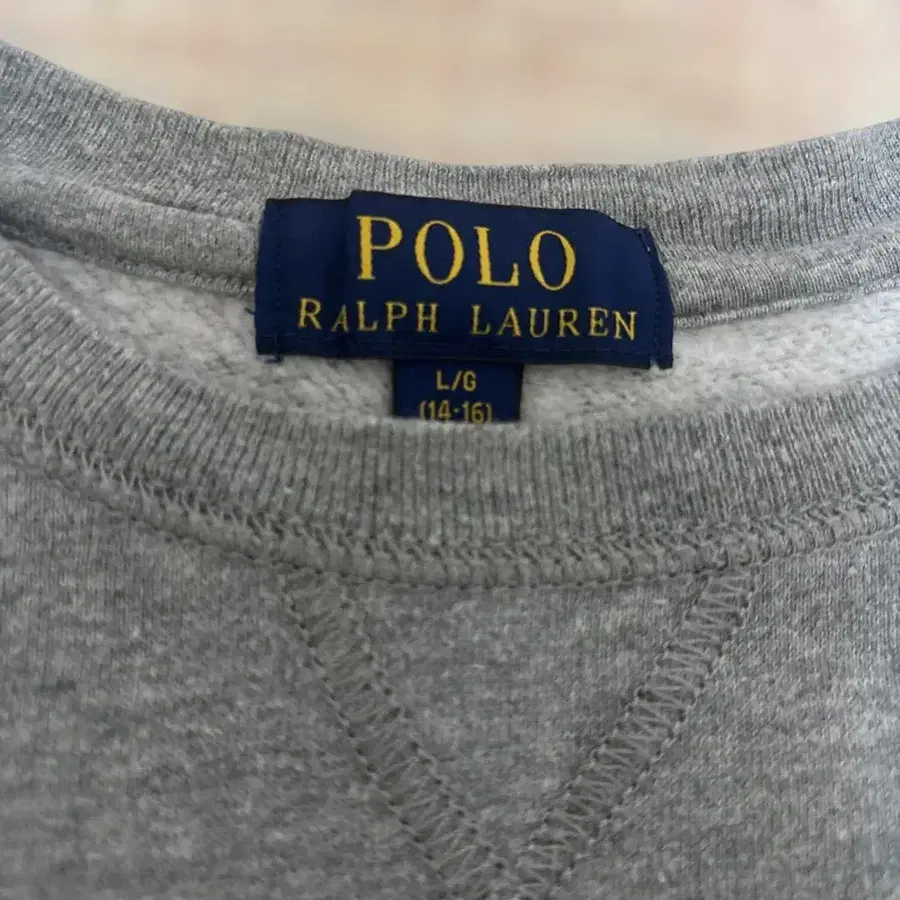 POLO
RALPH LAUREN
L/G
(14-16)